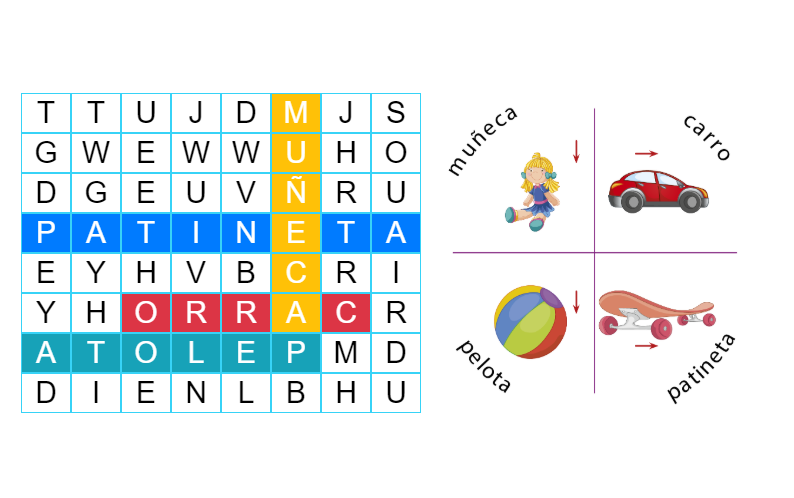 T T U J D M J S
G W E W W U H O
D G E U V Ñ R U
P A T I N E T A
E Y H V B C R I
Y H O R R A C R
A T O L E P M D
D I E N L B H U
muñeca
carro
pelota
patineta